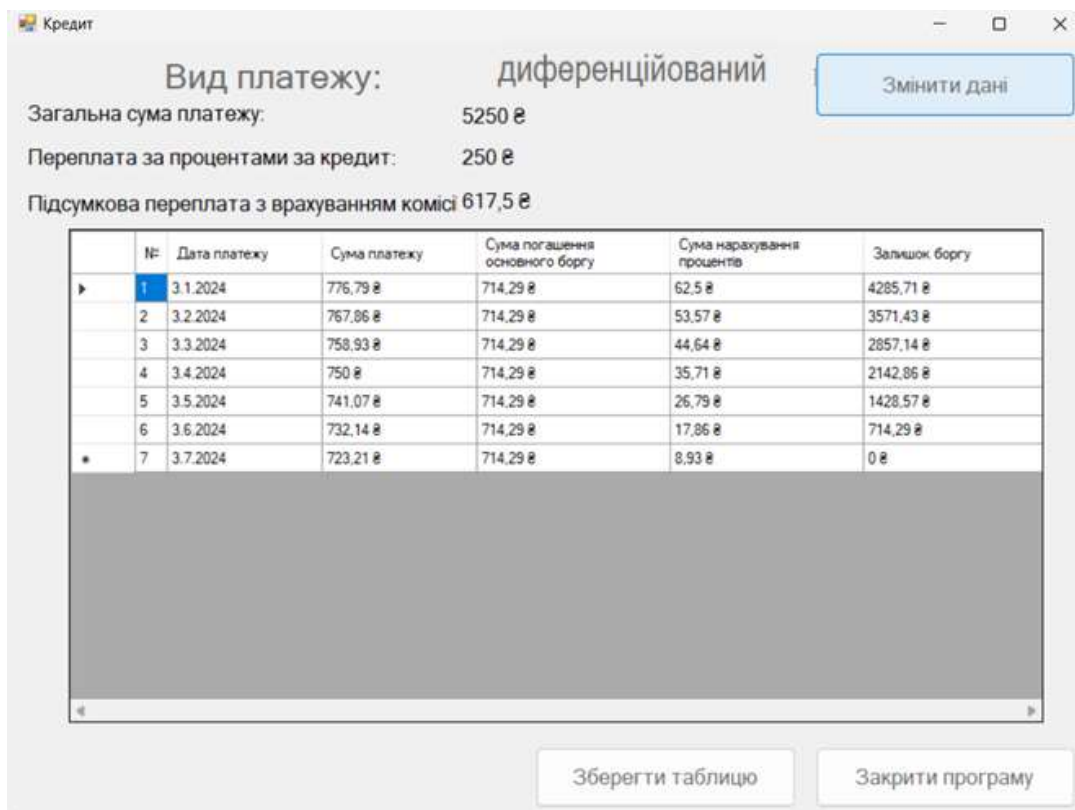 Кредит
Вид платежу: диференційований
Змінити дані
Загальна сума платежу: 5250 ₴
Переплата за процентами за кредит: 250 ₴
Підсумкова переплата з врахуванням комісі 617,5 ₴
№ Дата платежу Сума платежу Сума погашення основного боргу Сума нарахування процентів Залишок боргу
1 3.1.2024 776,79 ₴ 714,29 ₴ 62,5 ₴ 4285,71 ₴
2 3.2.2024 767,86 ₴ 714,29 ₴ 53,57 ₴ 3571,43 ₴
3 3.3.2024 758,93 ₴ 714,29 ₴ 44,64 ₴ 2857,14 ₴
4 3.4.2024 750 ₴ 714,29 ₴ 35,71 ₴ 2142,86 ₴
5 3.5.2024 741,07 ₴ 714,29 ₴ 26,79 ₴ 1428,57 ₴
6 3.6.2024 732,14 ₴ 714,29 ₴ 17,86 ₴ 714,29 ₴
7 3.7.2024 723,21 ₴ 714,29 ₴ 8,93 ₴ 0 ₴
Зберегти таблицю
Закрити програму